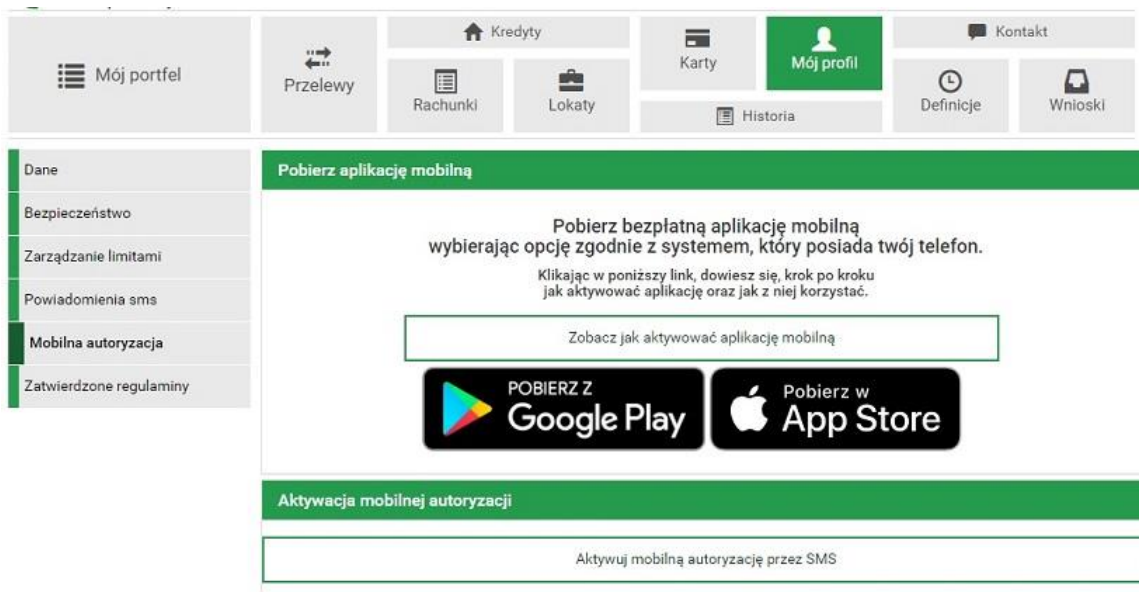 Mój portfel
Przelewy
Kredyty
Rachunki
Lokaty
Karty
Mój profil
Historia
Kontakt
Definicje
Wnioski
Dane
Bezpieczeństwo
Zarządzanie limitami
Powiadomienia sms
Mobilna autoryzacja
Zatwierdzone regulaminy
Pobierz aplikację mobilną
Pobierz bezpłatną aplikację mobilną
wybierając opcję zgodnie z systemem, który posiada twój telefon.
Klikając w poniższy link, dowiesz się, krok po kroku
jak aktywować aplikację oraz jak z niej korzystać.
Zobacz jak aktywować aplikację mobilną
POBIERZ Z
Google Play
Pobierz w
App Store
Aktywacja mobilnej autoryzacji
Aktywuj mobilną autoryzację przez SMS